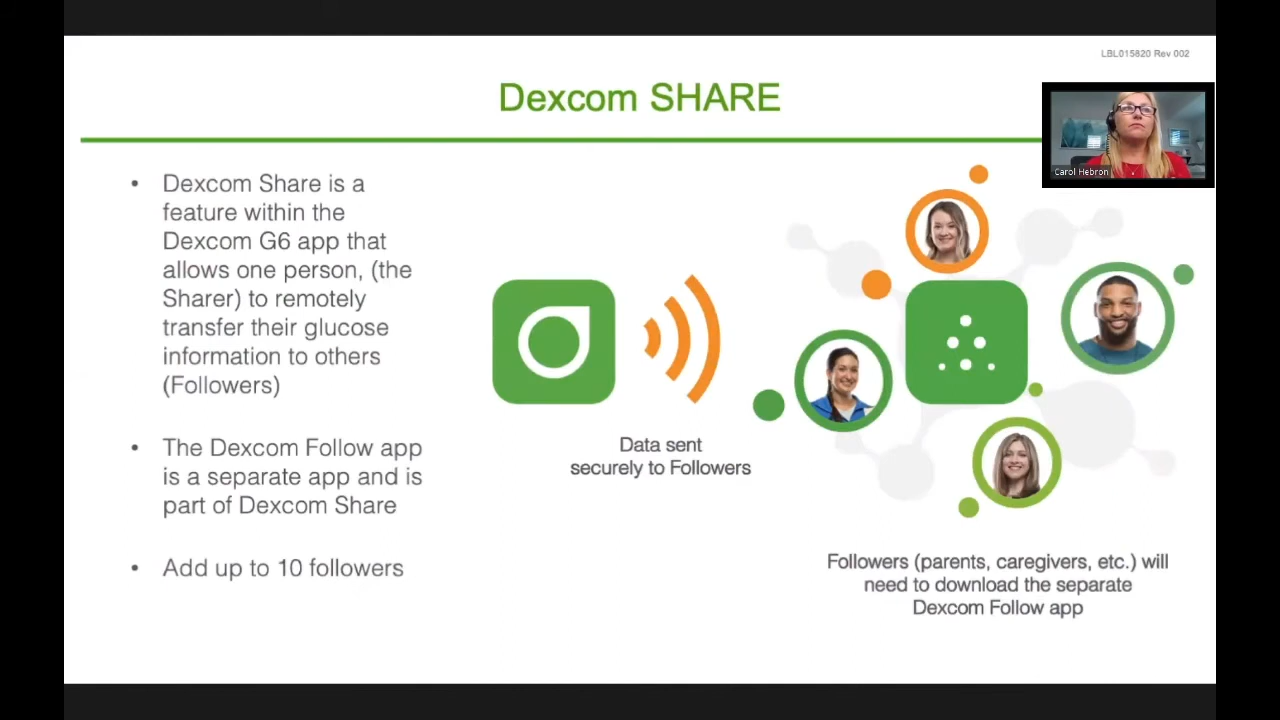 LBL015820 Rev 002
Dexcom SHARE
Carol Hebron
• Dexcom Share is a
feature within the
Dexcom G6 app that
allows one person, (the
Sharer) to remotely
transfer their glucose
information to others
(Followers)
• The Dexcom Follow app
is a separate app and is
part of Dexcom Share
• Add up to 10 followers
Data sent
securely to Followers
Followers (parents, caregivers, etc.) will
need to download the separate
Dexcom Follow app